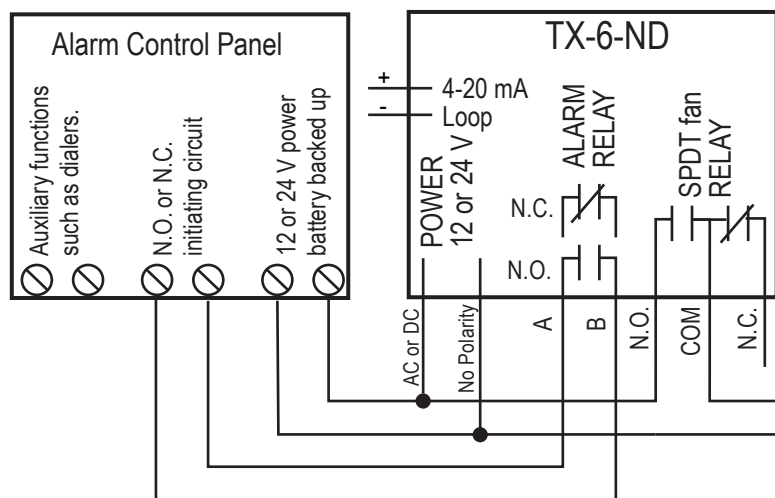 Alarm Control Panel
Auxiliary functions
such as dialers.
N.O. or N.C.
initiating circuit
12 or 24 V power
battery backed up
TX-6-ND
+
4-20 mA
-
Loop
POWER
12 or 24 V
ALARM
RELAY
N.C.
N.O.
SPDT fan
RELAY
AC or DC
No Polarity
A
B
N.O.
COM
N.C.